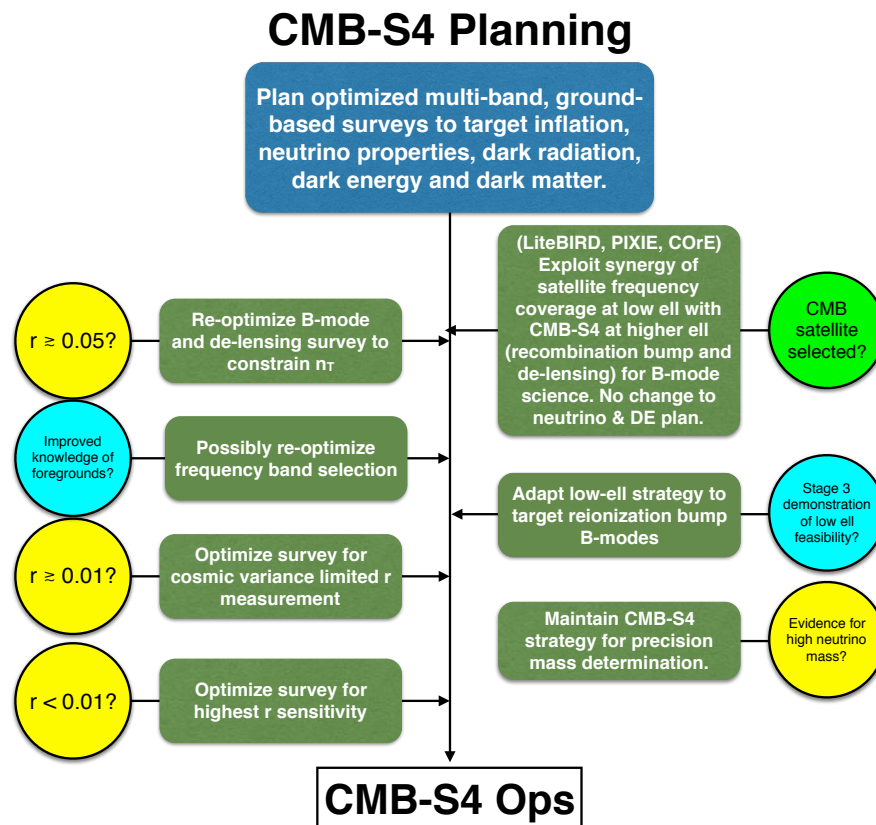 CMB-S4 Planning
Plan optimized multi-band, ground-
based surveys to target inflation,
neutrino properties, dark radiation,
dark energy and dark matter.
(LiteBIRD, PIXIE, COrE)
Exploit synergy of
satellite frequency
coverage at low ell with
CMB-S4 at higher ell
(recombination bump and
de-lensing) for B-mode
science. No change to
neutrino & DE plan.
CMB
satellite
selected?
r ≳ 0.05?
Re-optimize B-mode
and de-lensing survey to
constrain nT
Improved
knowledge of
foregrounds?
Possibly re-optimize
frequency band selection
Adapt low-ell strategy to
target reionization bump
B-modes
Stage 3
demonstration
of low ell
feasibility?
r ≳ 0.01?
Optimize survey for
cosmic variance limited r
measurement
Maintain CMB-S4
strategy for precision
mass determination.
Evidence for
high neutrino
mass?
r < 0.01?
Optimize survey for
highest r sensitivity
CMB-S4 Ops